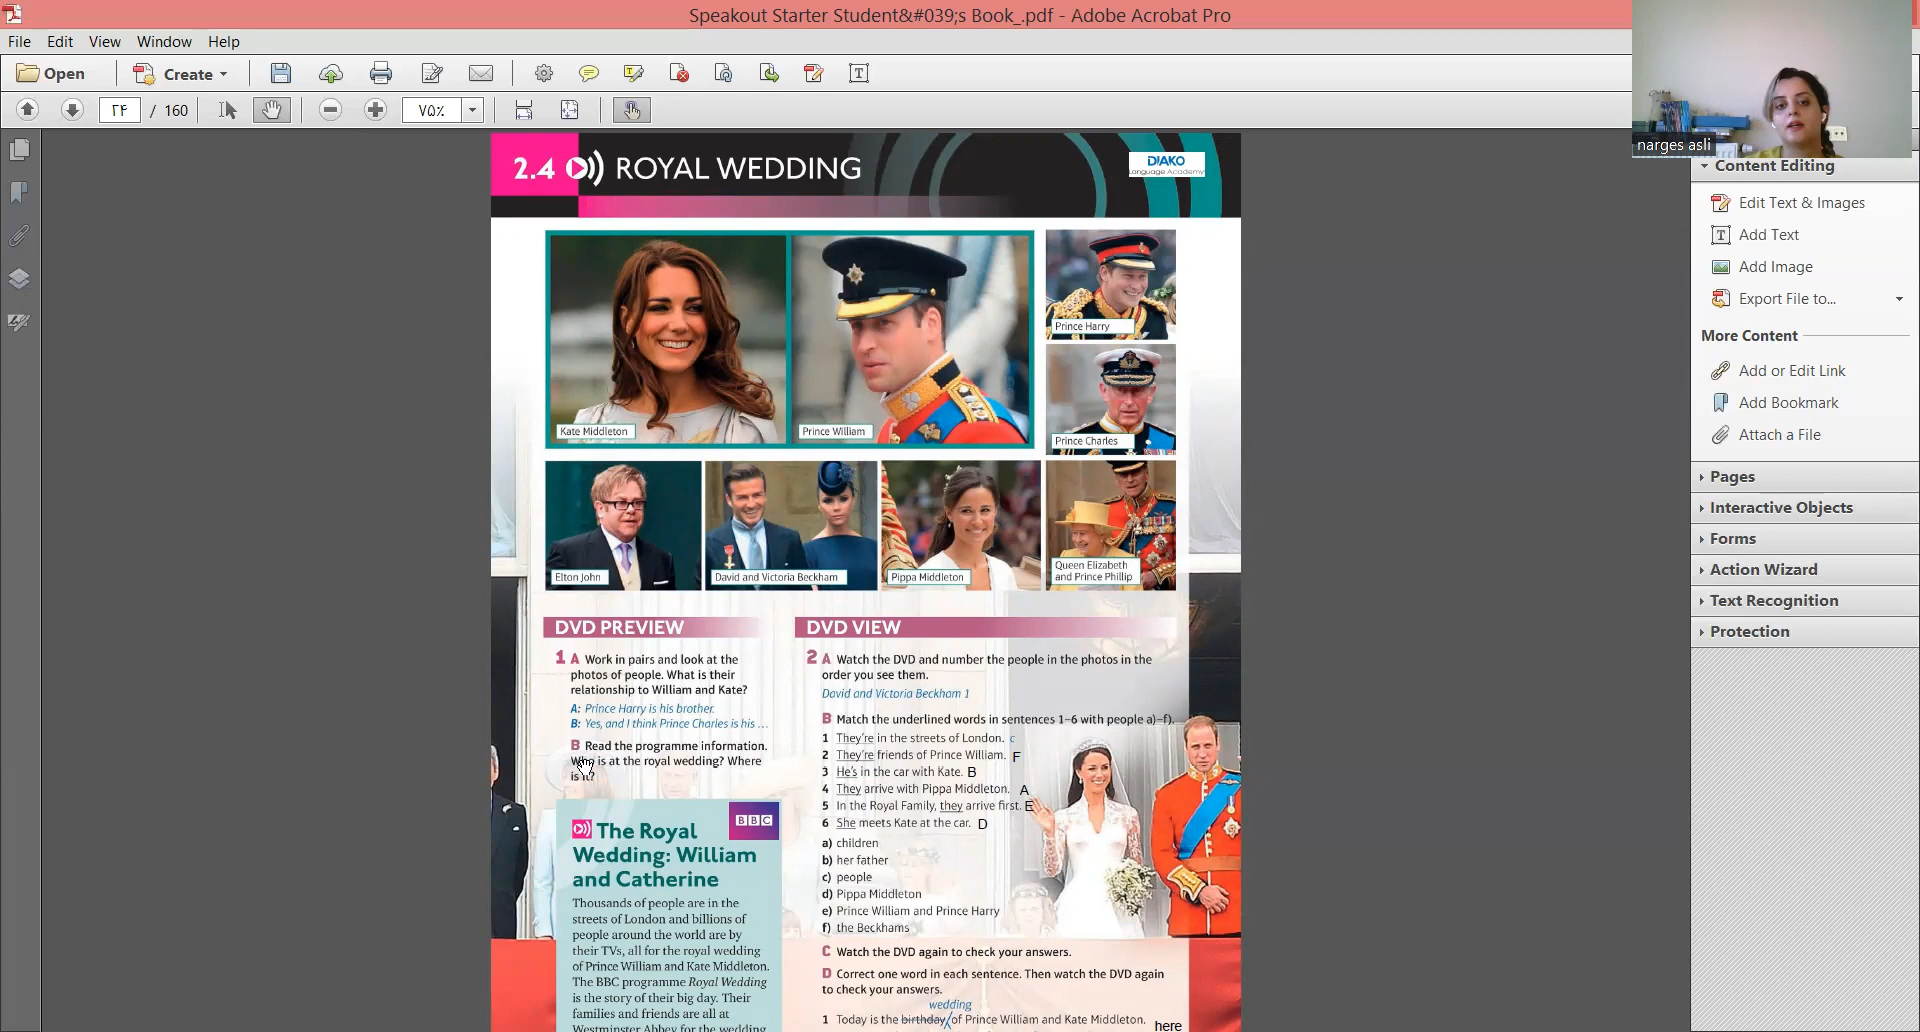 Speakout Starter Student&#039;s Book_.pdf - Adobe Acrobat Pro
File Edit View Window Help
Open Create
۲۴ / 160 ۷۵٪
narges asli
Content Editing
Edit Text & Images
Add Text
Add Image
Export File to...
More Content
Add or Edit Link
Add Bookmark
Attach a File
Pages
Interactive Objects
Forms
Action Wizard
Text Recognition
Protection
2.4 ROYAL WEDDING
DIAKO
Language Academy
Kate Middleton
Prince William
Prince Harry
Prince Charles
Elton John
David and Victoria Beckham
Pippa Middleton
Queen Elizabeth
and Prince Phillip
DVD PREVIEW
1 A Work in pairs and look at the
photos of people. What is their
relationship to William and Kate?
A: Prince Harry is his brother.
B: Yes, and I think Prince Charles is his ...
B Read the programme information.
Who is at the royal wedding? Where
is it?
BBC
The Royal
Wedding: William
and Catherine
Thousands of people are in the
streets of London and billions of
people around the world are by
their TVs, all for the royal wedding
of Prince William and Kate Middleton.
The BBC programme Royal Wedding
is the story of their big day. Their
families and friends are all at
Westminster Abbey for the wedding
DVD VIEW
2 A Watch the DVD and number the people in the photos in the
order you see them.
David and Victoria Beckham 1
B Match the underlined words in sentences 1–6 with people a)–f).
1 They're in the streets of London. c
2 They're friends of Prince William. F
3 He's in the car with Kate. B
4 They arrive with Pippa Middleton. A
5 In the Royal Family, they arrive first. E
6 She meets Kate at the car. D
a) children
b) her father
c) people
d) Pippa Middleton
e) Prince William and Prince Harry
f) the Beckhams
C Watch the DVD again to check your answers.
D Correct one word in each sentence. Then watch the DVD again
to check your answers.
wedding
1 Today is the birthday of Prince William and Kate Middleton.
here